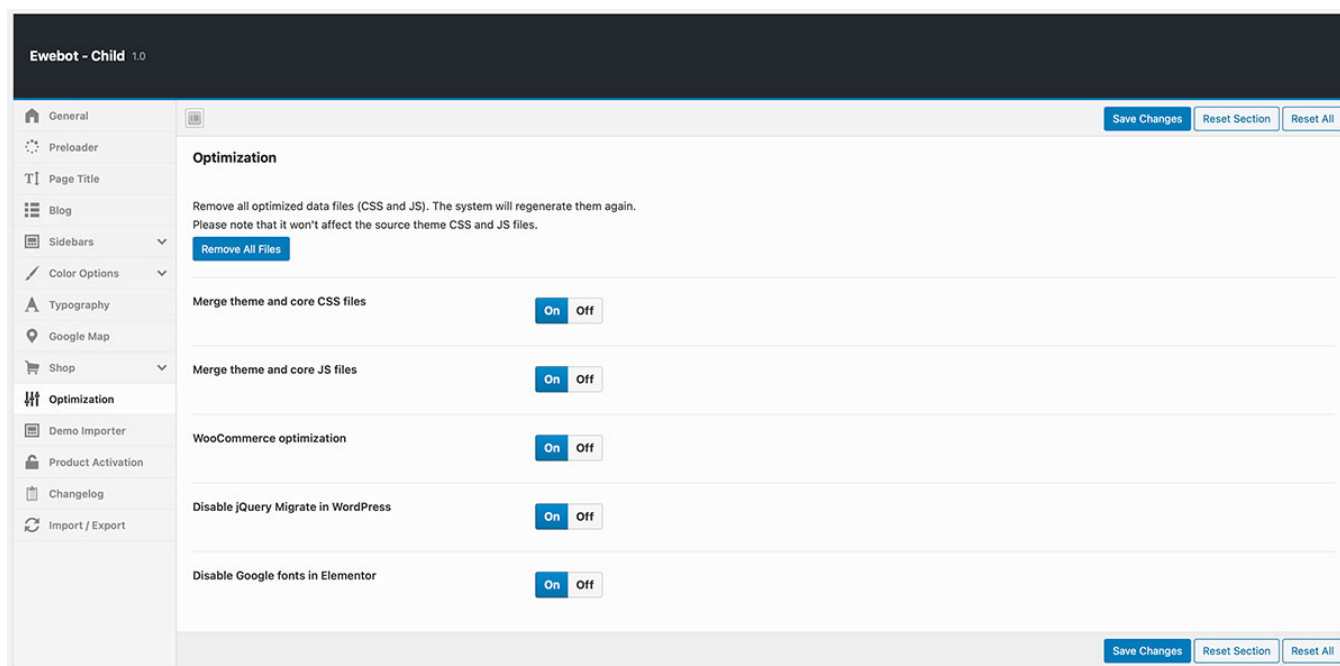 Ewebot - Child 1.0
General
Preloader
Page Title
Blog
Sidebars
Color Options
Typography
Google Map
Shop
Optimization
Demo Importer
Product Activation
Changelog
Import / Export
Save Changes Reset Section Reset All
Optimization
Remove all optimized data files (CSS and JS). The system will regenerate them again.
Please note that it won't affect the source theme CSS and JS files.
Remove All Files
Merge theme and core CSS files On Off
Merge theme and core JS files On Off
WooCommerce optimization On Off
Disable jQuery Migrate in WordPress On Off
Disable Google fonts in Elementor On Off
Save Changes Reset Section Reset All